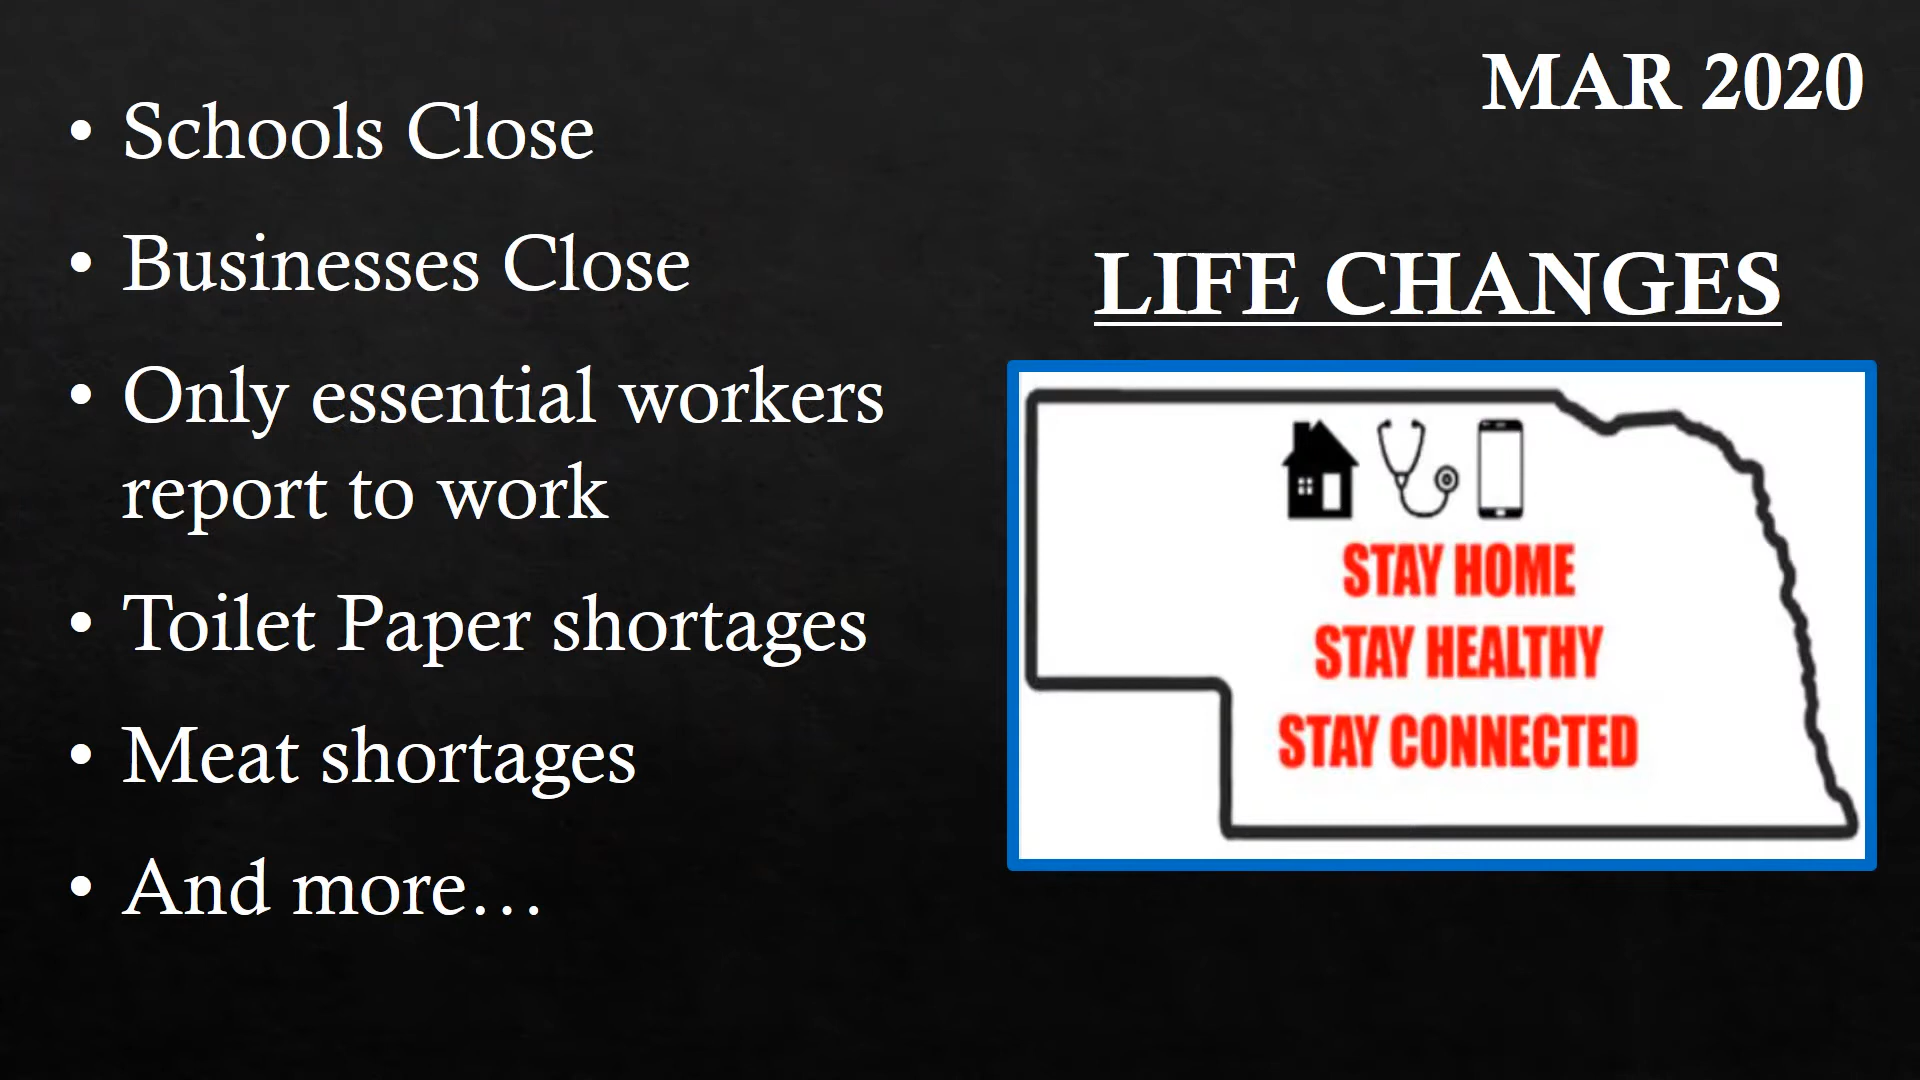 MAR 2020
• Schools Close
• Businesses Close
• Only essential workers
report to work
• Toilet Paper shortages
• Meat shortages
• And more…
LIFE CHANGES
STAY HOME
STAY HEALTHY
STAY CONNECTED